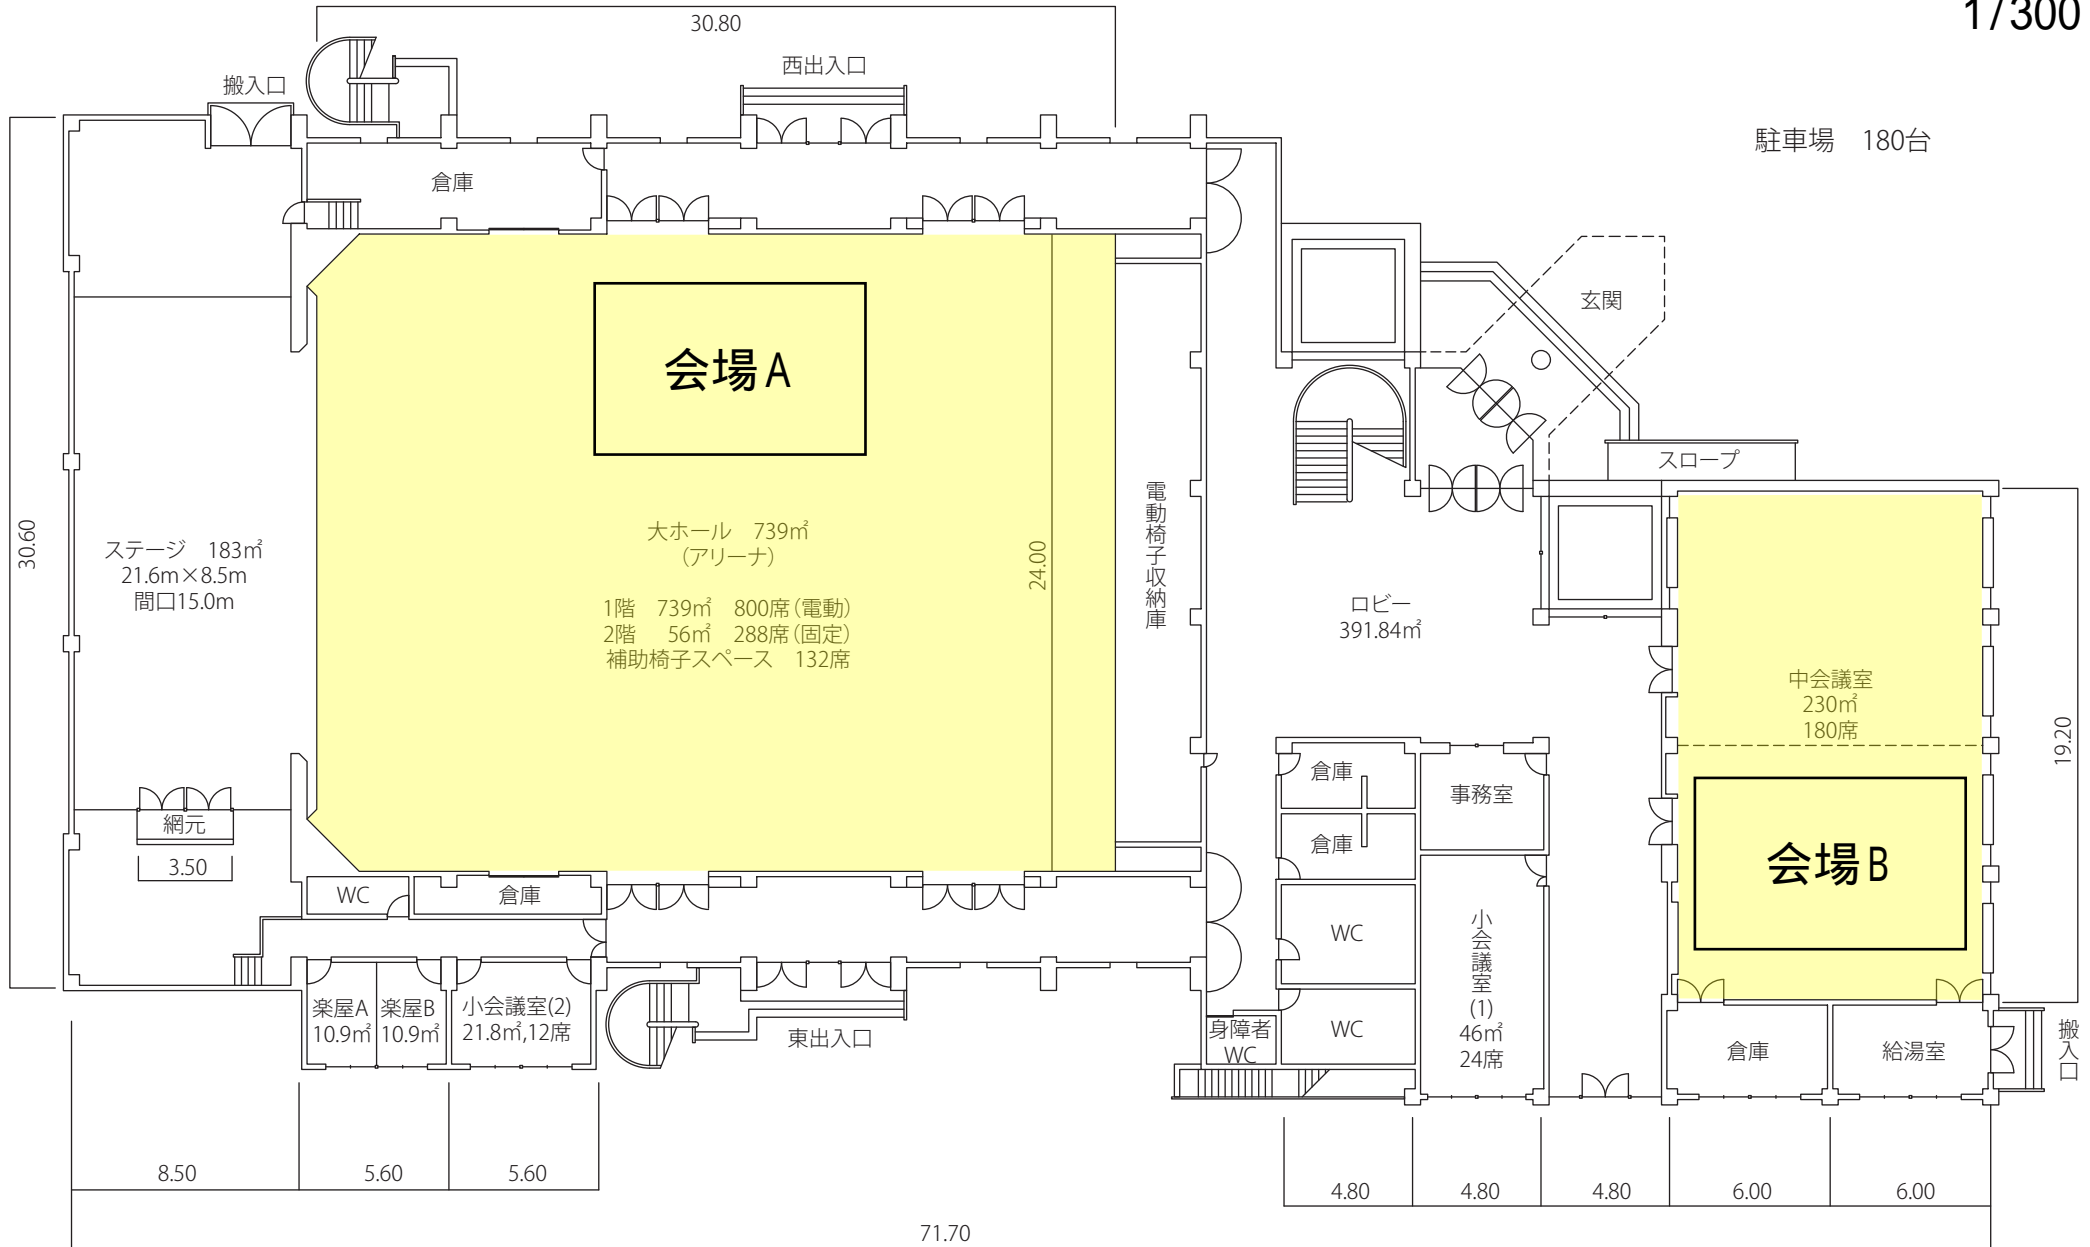 1/300
30.80
西出入口
搬入口
駐車場　180台
倉庫
玄関
会場A
スロープ
30.60
ステージ　183㎡
21.6m×8.5m
間口15.0m
大ホール　739㎡
(アリーナ)
1階　739㎡　800席(電動)
2階　 56㎡　288席(固定)
補助椅子スペース　132席
24.00
電動椅子収納庫
ロビー
391.84㎡
中会議室
230㎡
180席
19.20
倉庫
事務室
倉庫
会場B
網元
3.50
WC
倉庫
WC
小会議室(1)
46㎡
24席
楽屋A
10.9㎡
楽屋B
10.9㎡
小会議室(2)
21.8㎡,12席
東出入口
身障者
WC
WC
倉庫
給湯室
搬入口
8.50
5.60
5.60
4.80
4.80
4.80
6.00
6.00
71.70